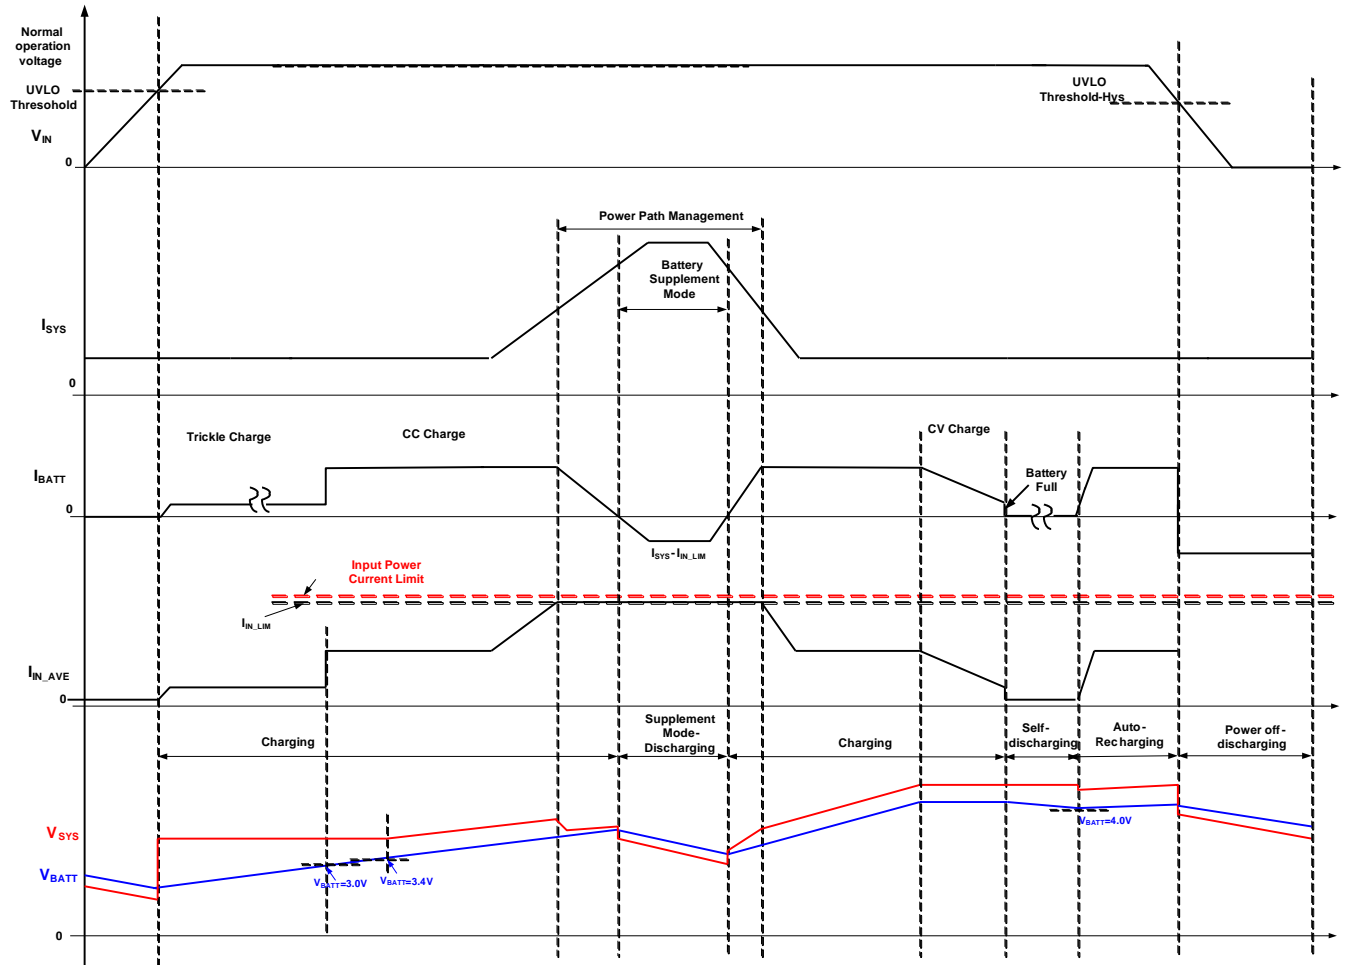 Normal
operation
voltage
UVLO
Thresohold
UVLO
Threshold-Hys
VIN
0
Power Path Management
Battery
Supplement
Mode
ISYS
0
Trickle Charge
CC Charge
CV Charge
Battery
Full
IBATT
0
ISYS-IIN_LIM
Input Power
Current Limit
IIN_LIM
IIN_AVE
0
Charging
Supplement
Mode-
Discharging
Charging
Self-
discharging
Auto-
Recharging
Power off-
discharging
VSYS
VBATT=4.0V
VBATT
VBATT=3.0V
VBATT=3.4V
0